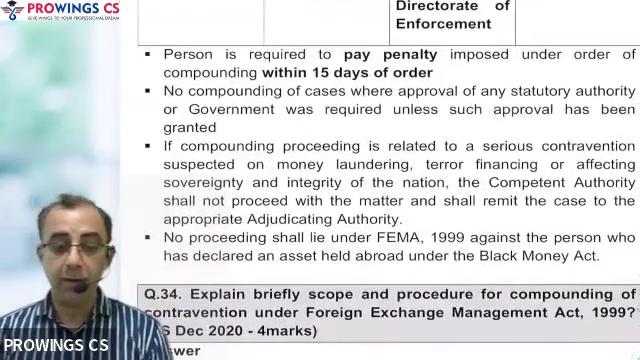 PROWINGS CS
GIVE WINGS TO YOUR PROFESSIONAL DREAM
Directorate of
Enforcement
▪ Person is required to pay penalty imposed under order of
compounding within 15 days of order
▪ No compounding of cases where approval of any statutory authority
or Government was required unless such approval has been
granted
▪ If compounding proceeding is related to a serious contravention
suspected on money laundering, terror financing or affecting
sovereignty and integrity of the nation, the Competent Authority
shall not proceed with the matter and shall remit the case to the
appropriate Adjudicating Authority.
▪ No proceeding shall lie under FEMA, 1999 against the person who
has declared an asset held abroad under the Black Money Act.
Q.34. Explain briefly scope and procedure for compounding of
contravention under Foreign Exchange Management Act, 1999?
S Dec 2020 - 4marks)
swer
PROWINGS CS